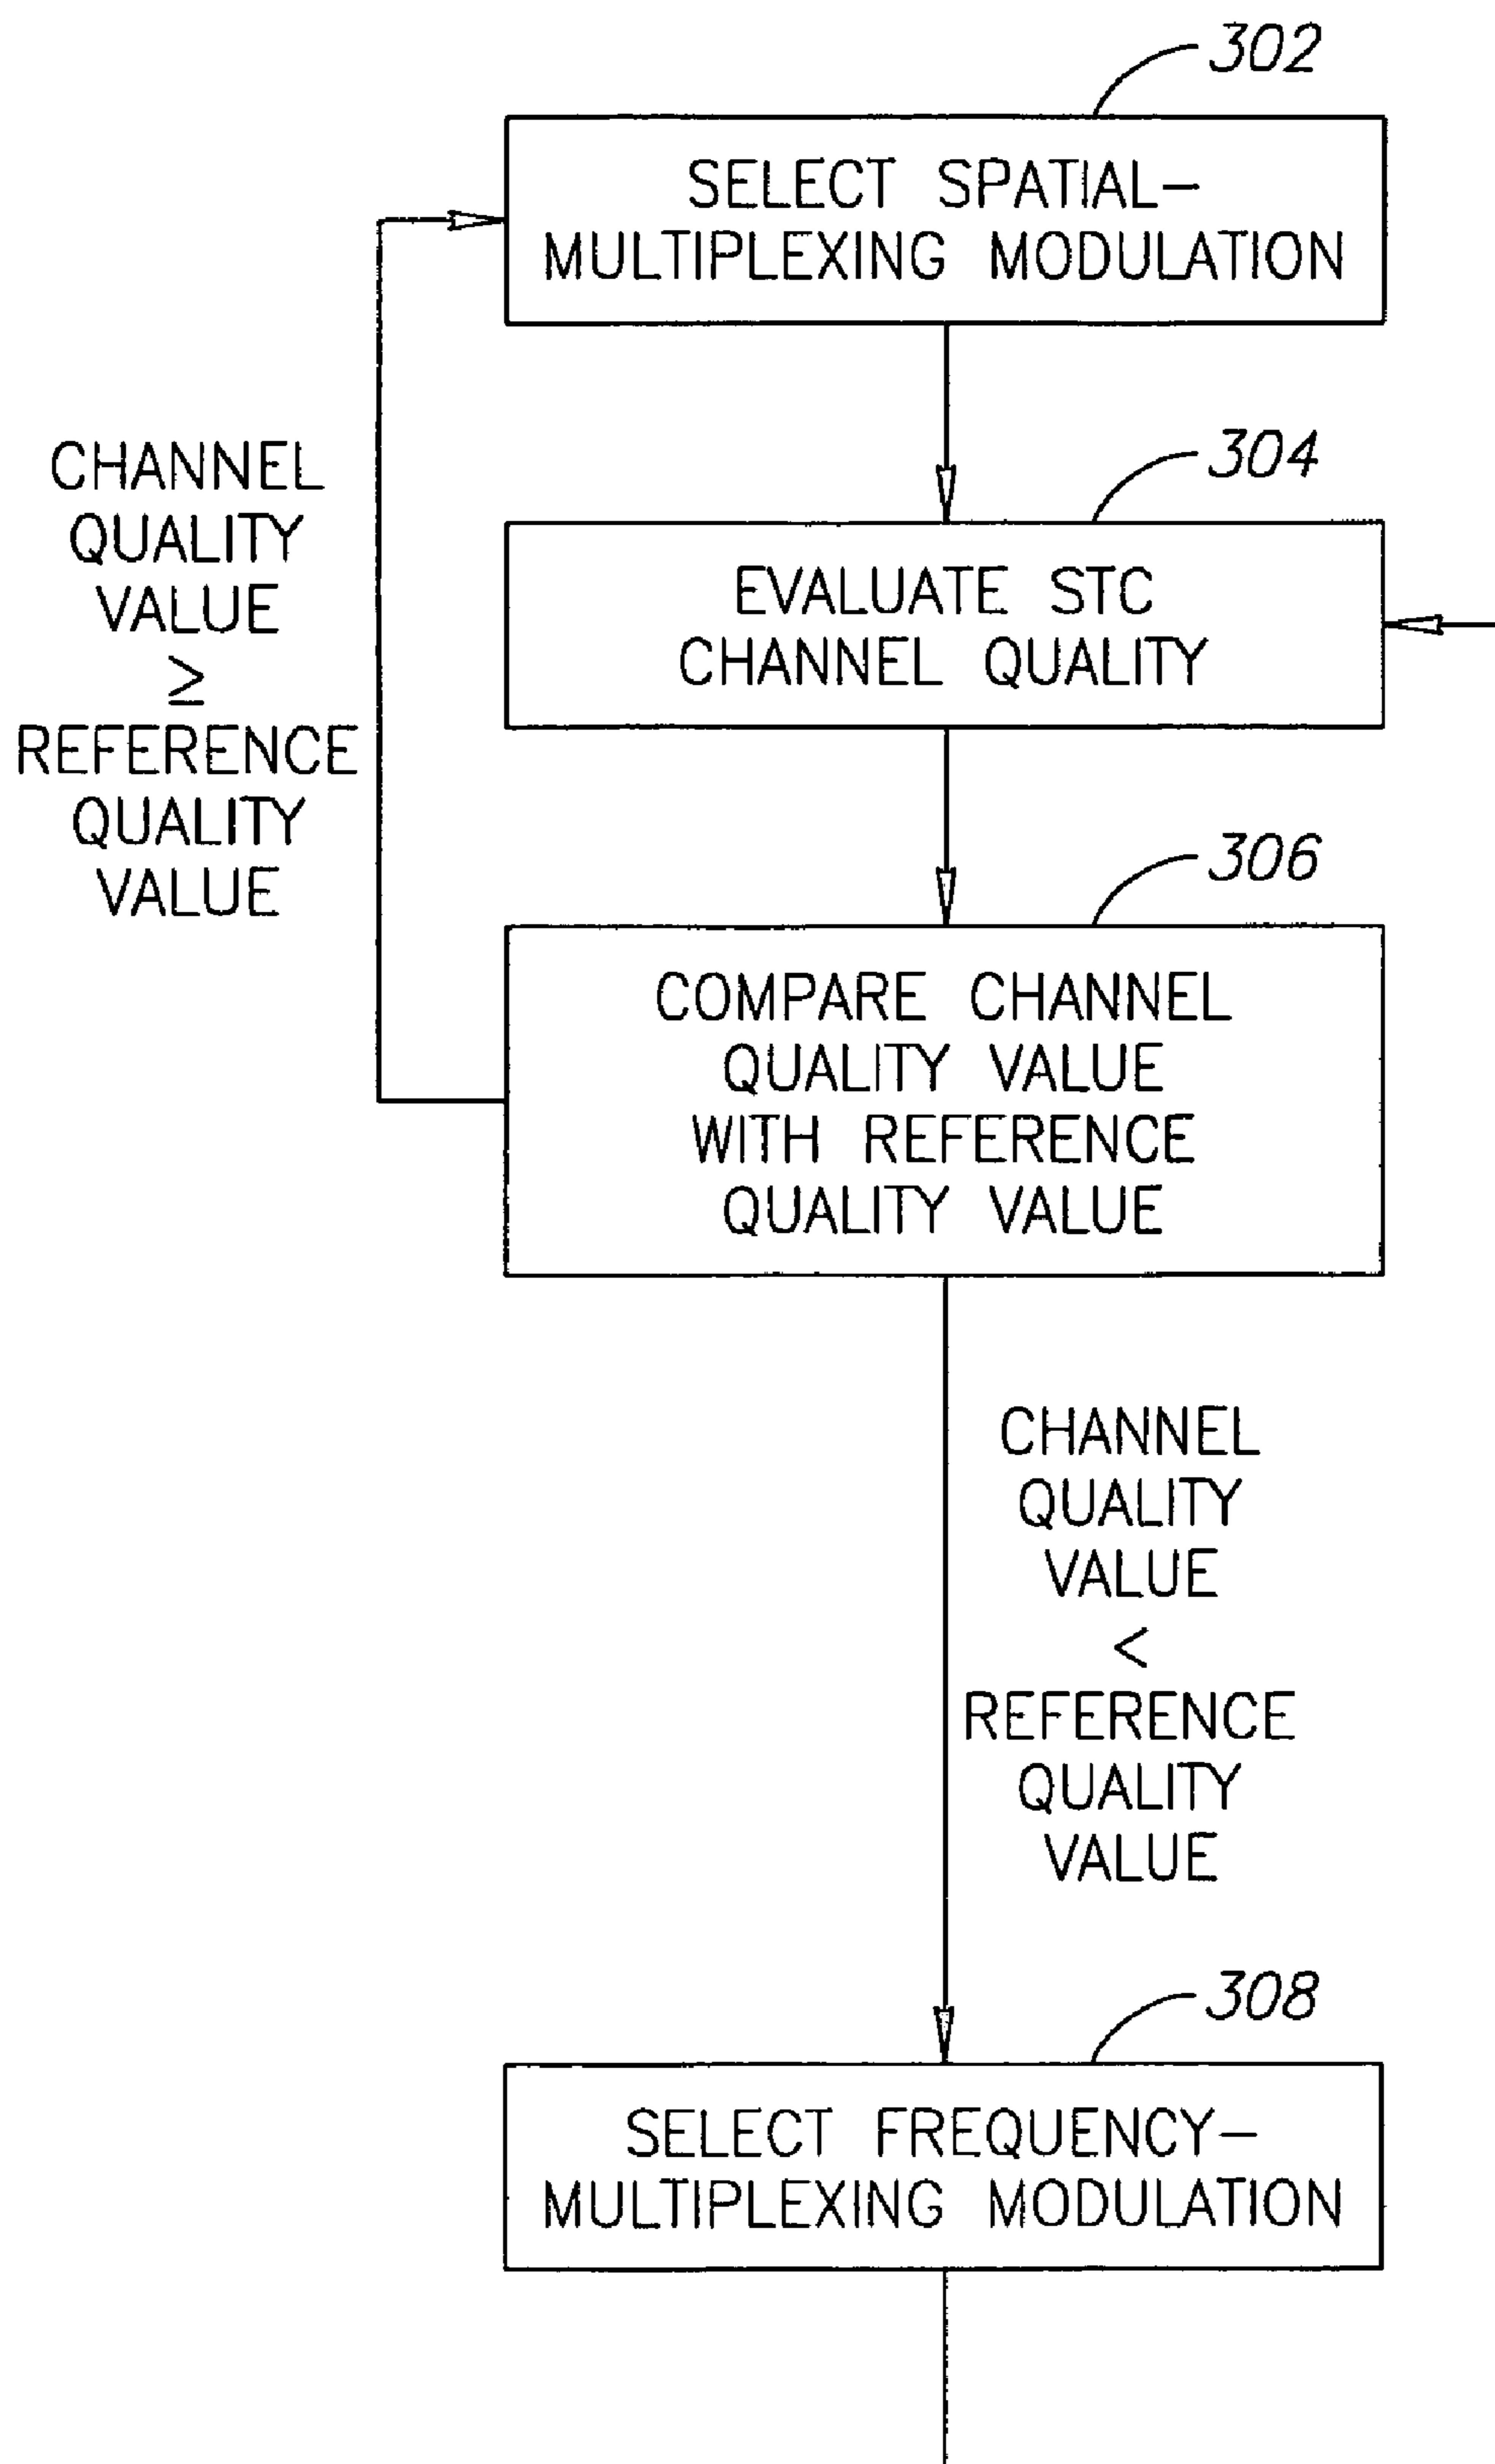 302
SELECT SPATIAL-
MULTIPLEXING MODULATION
304
EVALUATE STC
CHANNEL QUALITY
CHANNEL
QUALITY
VALUE
≥
REFERENCE
QUALITY
VALUE
306
COMPARE CHANNEL
QUALITY VALUE
WITH REFERENCE
QUALITY VALUE
CHANNEL
QUALITY
VALUE
<
REFERENCE
QUALITY
VALUE
308
SELECT FREQUENCY-
MULTIPLEXING MODULATION